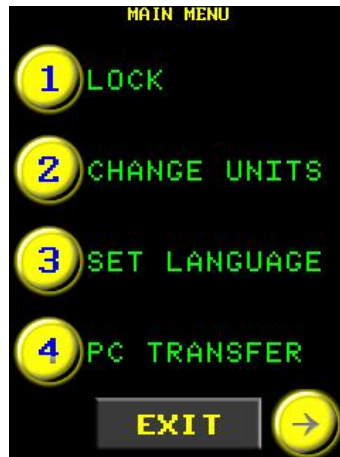 MAIN MENU
1 LOCK
2 CHANGE UNITS
3 SET LANGUAGE
4 PC TRANSFER
EXIT →